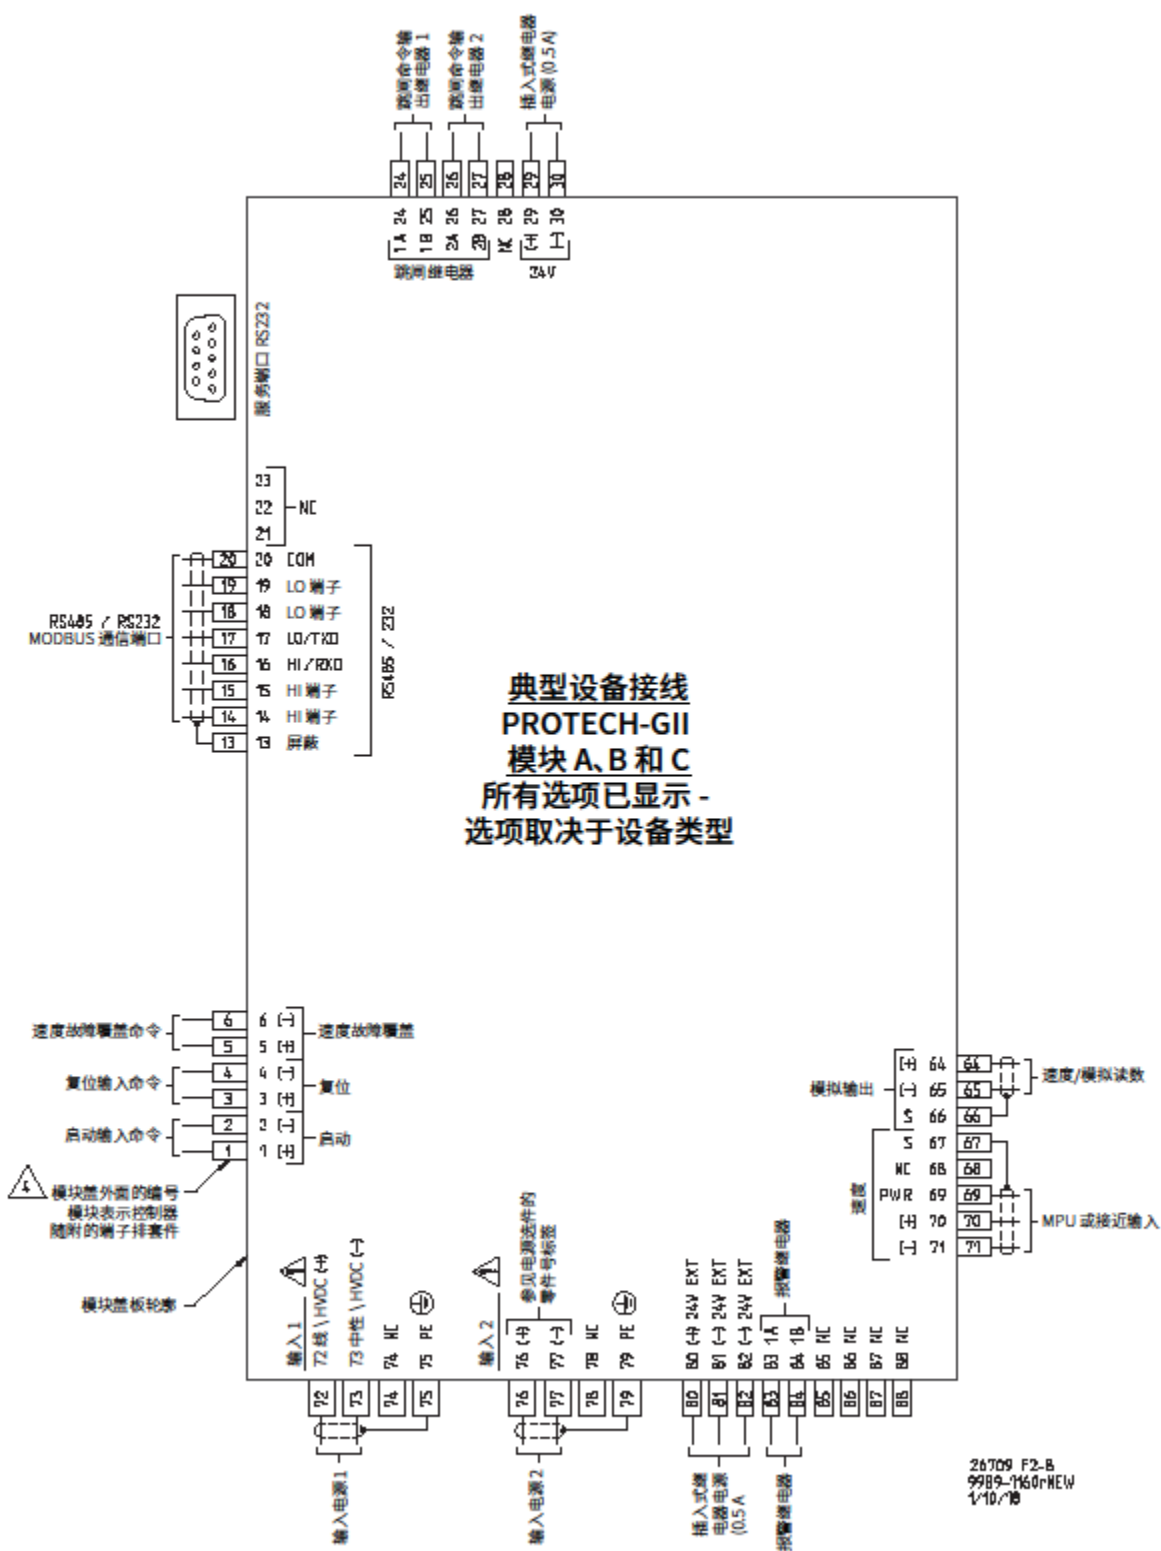 跳闸命令输
出继电器 1
跳闸命令输
出继电器 2
插入式继电器
电源 (0.5 A)
24
25
26
27
28
29
30
1A 24
1B 25
2A 26
2B 27
NC 28
(+) 29
(-) 30
跳闸继电器
24V
服务端口 RS232
23
22
21
NC
20 20 COM
19 19 LO 端子
18 18 LO 端子
17 17 LO/TXD
16 16 HI/RXD
15 15 HI 端子
14 14 HI 端子
13 13 屏蔽
RS485 / RS232
MODBUS 通信端口
RS485 / 232
典型设备接线
PROTECH-GII
模块 A、B 和 C
所有选项已显示 -
选项取决于设备类型
速度故障覆盖命令
6 6 (-)
5 5 (+)
速度故障覆盖
复位输入命令
4 4 (-)
3 3 (+)
复位
启动输入命令
2 2 (-)
1 1 (+)
启动
4
模块盖外面的编号
模块表示控制器
随附的端子排套件
模块盖板轮廓
模拟输出
(+) 64 64
(-) 65 65
S 66 66
速度/模拟读数
速度
S 67 67
NC 68 68
PWR 69 69
(+) 70 70
(-) 71 71
MPU 或接近输入
输入 1
72 线 \ HVDC (+)
73 中性 \ HVDC (-)
74 NC
75 PE
输入 2
参见电源选件的
零件号标签
76 (+)
77 (-)
78 NC
79 PE
80 (+) 24V EXT
81 (-) 24V EXT
82 (-) 24V EXT
报警继电器
83 1A
84 1B
85 NC
86 NC
87 NC
88 NC
72
73
74
75
76
77
78
79
80
81
82
83
84
85
86
87
88
输入电源 1
输入电源 2
插入式继
电器电源
(0.5 A
报警继电器
26709 F2-B
9989-1160rNEW
1/10/18